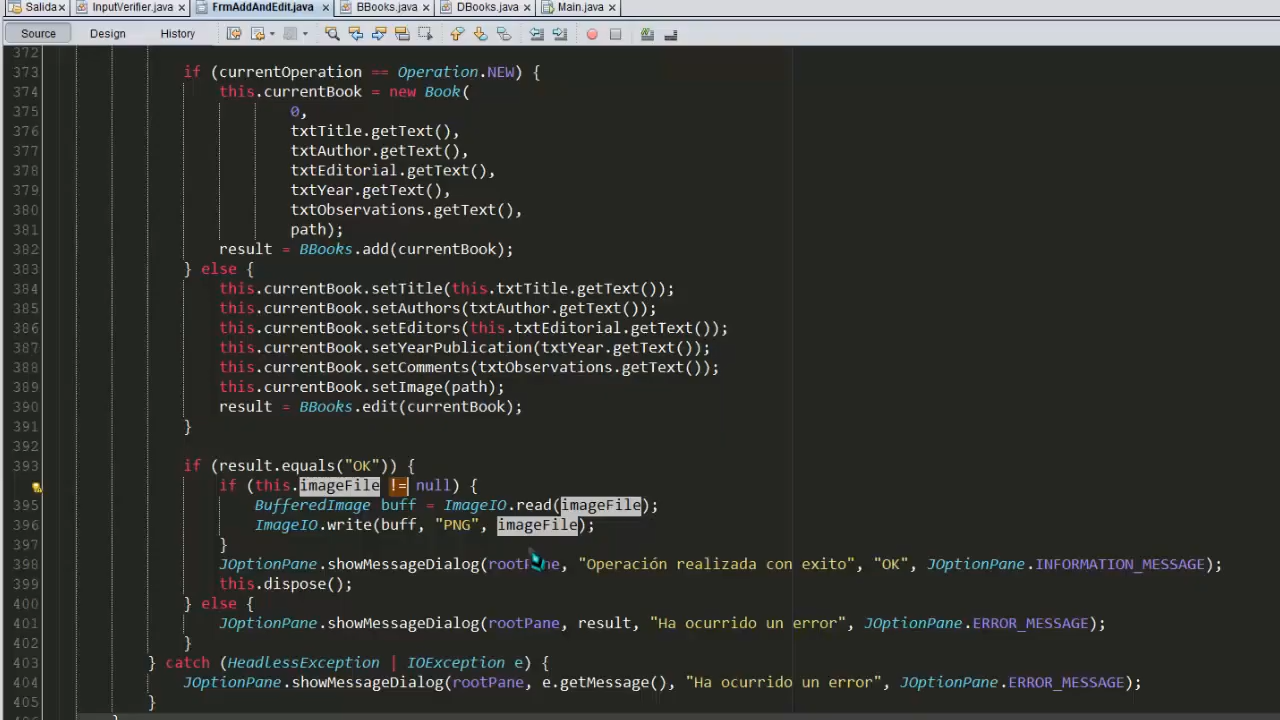 Salida InputVerifier.java FrmAddAndEdit.java BBooks.java DBooks.java Main.java
Source Design History
372
373 if (currentOperation == Operation.NEW) {
374 this.currentBook = new Book(
375 0,
376 txtTitle.getText(),
377 txtAuthor.getText(),
378 txtEditorial.getText(),
379 txtYear.getText(),
380 txtObservations.getText(),
381 path);
382 result = BBooks.add(currentBook);
383 } else {
384 this.currentBook.setTitle(this.txtTitle.getText());
385 this.currentBook.setAuthors(txtAuthor.getText());
386 this.currentBook.setEditors(this.txtEditorial.getText());
387 this.currentBook.setYearPublication(txtYear.getText());
388 this.currentBook.setComments(txtObservations.getText());
389 this.currentBook.setImage(path);
390 result = BBooks.edit(currentBook);
391 }
392
393 if (result.equals("OK")) {
if (this.imageFile != null) {
395 BufferedImage buff = ImageIO.read(imageFile);
396 ImageIO.write(buff, "PNG", imageFile);
397 }
398 JOptionPane.showMessageDialog(rootPane, "Operación realizada con exito", "OK", JOptionPane.INFORMATION_MESSAGE);
399 this.dispose();
400 } else {
401 JOptionPane.showMessageDialog(rootPane, result, "Ha ocurrido un error", JOptionPane.ERROR_MESSAGE);
402 }
403 } catch (HeadlessException | IOException e) {
404 JOptionPane.showMessageDialog(rootPane, e.getMessage(), "Ha ocurrido un error", JOptionPane.ERROR_MESSAGE);
405 }